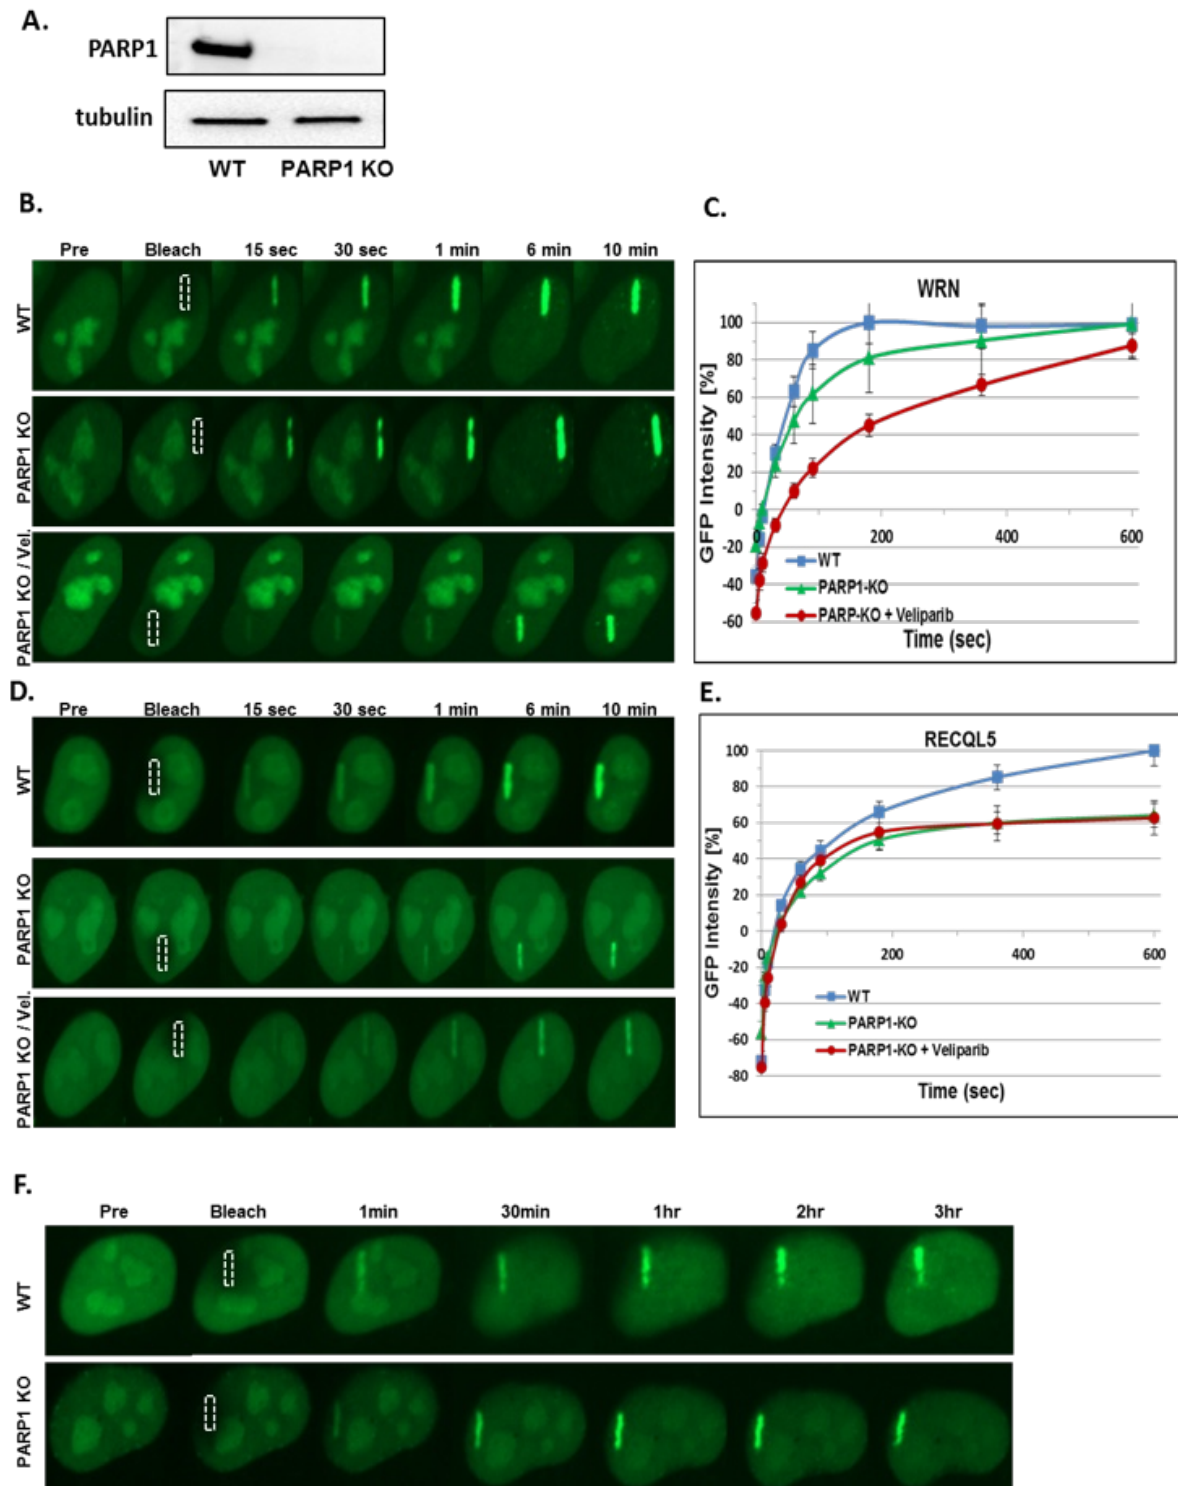 A.
PARP1
tubulin
WT PARP1 KO
B.
Pre Bleach 15 sec 30 sec 1 min 6 min 10 min
WT
PARP1 KO
PARP1 KO / Vel.
C.
WRN
GFP Intensity [%]
100
80
60
40
20
0
-20
-40
-60
0 200 400 600
WT
PARP1-KO
PARP-KO + Veliparib
Time (sec)
D.
Pre Bleach 15 sec 30 sec 1 min 6 min 10 min
WT
PARP1 KO
PARP1 KO / Vel.
E.
RECQL5
GFP Intensity [%]
100
80
60
40
20
0
-20
-40
-60
-80
0 200 400 600
WT
PARP1-KO
PARP1-KO + Veliparib
Time (sec)
F.
Pre Bleach 1min 30min 1hr 2hr 3hr
WT
PARP1 KO